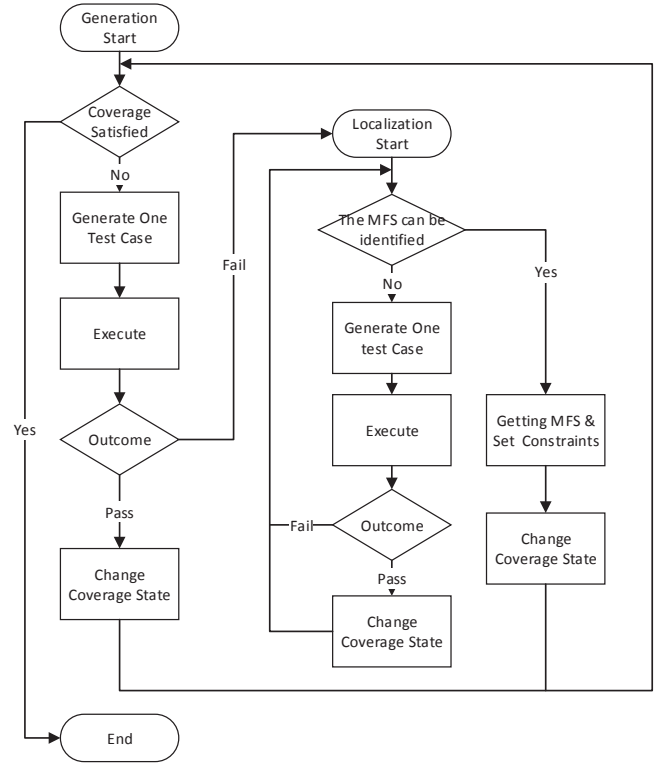 Generation
Start
Coverage
Satisfied
No
Generate One
Test Case
Execute
Yes
Outcome
Pass
Change
Coverage State
End
Fail
Localization
Start
The MFS can be
identified
No
Generate One
test Case
Execute
Outcome
Fail
Pass
Change
Coverage State
Yes
Getting MFS &
Set Constraints
Change
Coverage State